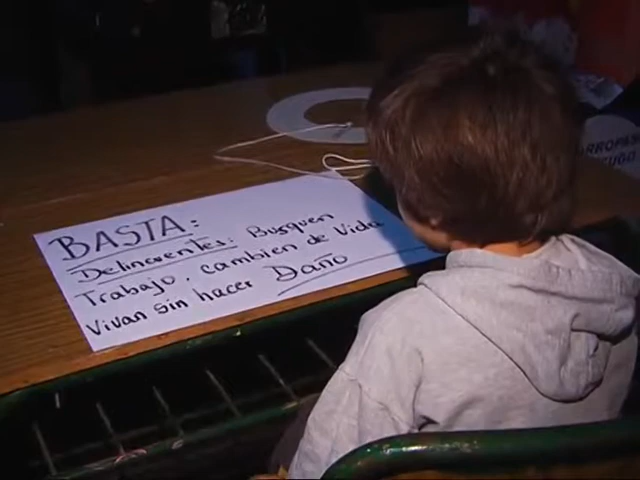 BASTA:
Delincuentes: Busquen
Trabajo. cambien de Vida
Vivan sin hacer Daño